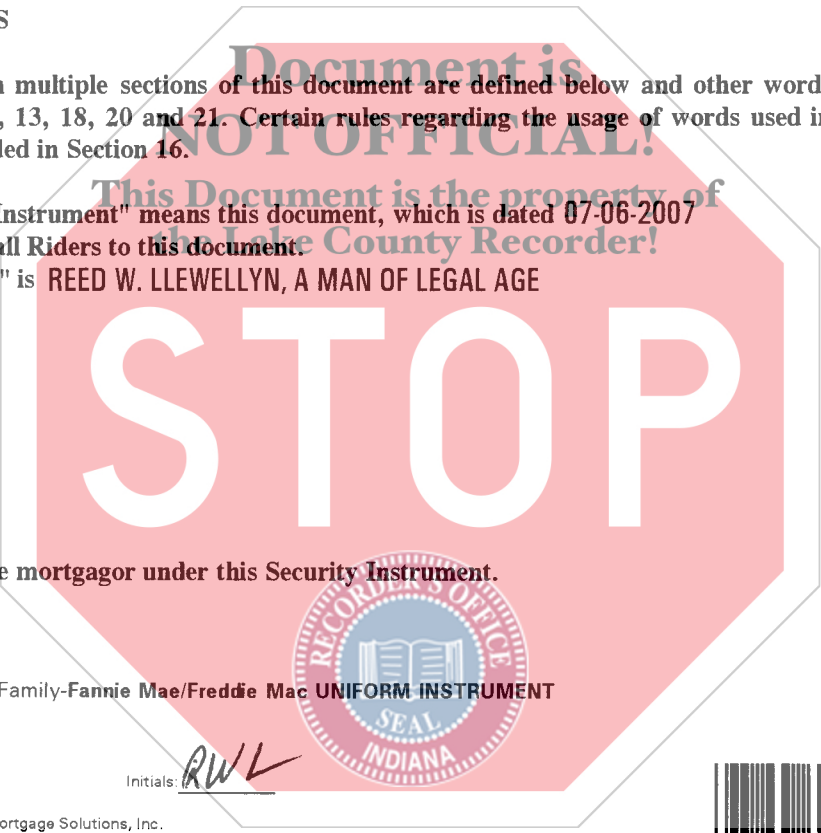 S
Document is
multiple sections of this document are defined below and other word
, 13, 18, 20 and 21. Certain rules regarding the usage of words used in
NOT OFFICIAL!
ded in Section 16.
This Document is the property of
Instrument" means this document, which is dated 07-06-2007
the Lake County Recorder!
all Riders to this document.
" is REED W. LLEWELLYN, A MAN OF LEGAL AGE
STOP
e mortgagor under this Security Instrument.
RECORDER'S OFFICE
Family-Fannie Mae/Freddie Mac UNIFORM INSTRUMENT
SEAL
INDIANA
Initials: RWL
ortgage Solutions, Inc.